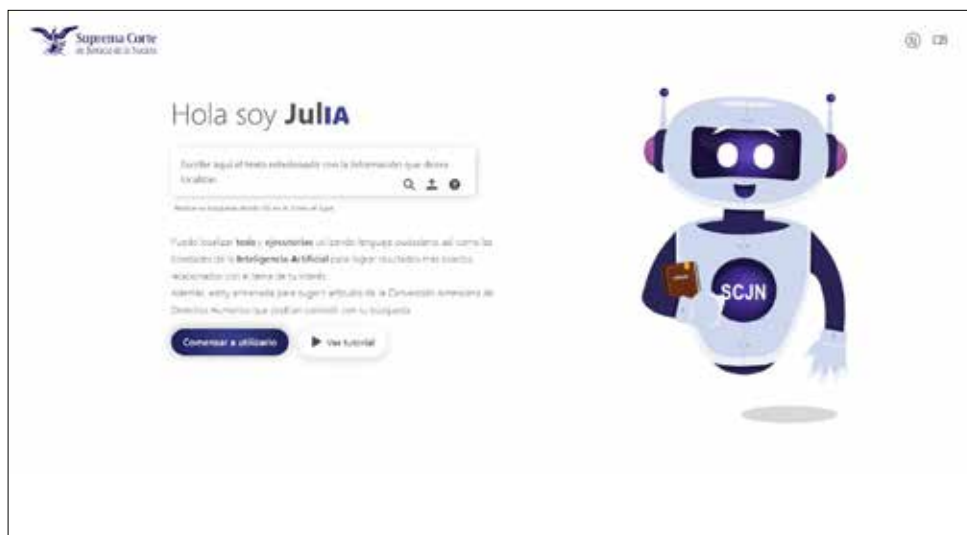 Suprema Corte
de Justicia de la Nación
Hola soy JulIA
Escribe aquí el texto relacionado con la información que desea
localizar.
Puedo localizar tesis y ejecutorias utilizando lenguaje ciudadano así como las
bondades de la Inteligencia Artificial para lograr resultados más exactos
relacionados con el tema de tu interés.
Además, estoy entrenada para sugerir artículos de la Convención Americana de
Derechos Humanos que podrían coincidir con tu búsqueda.
Comenzar a utilizarlo
Ver tutorial
SCJN